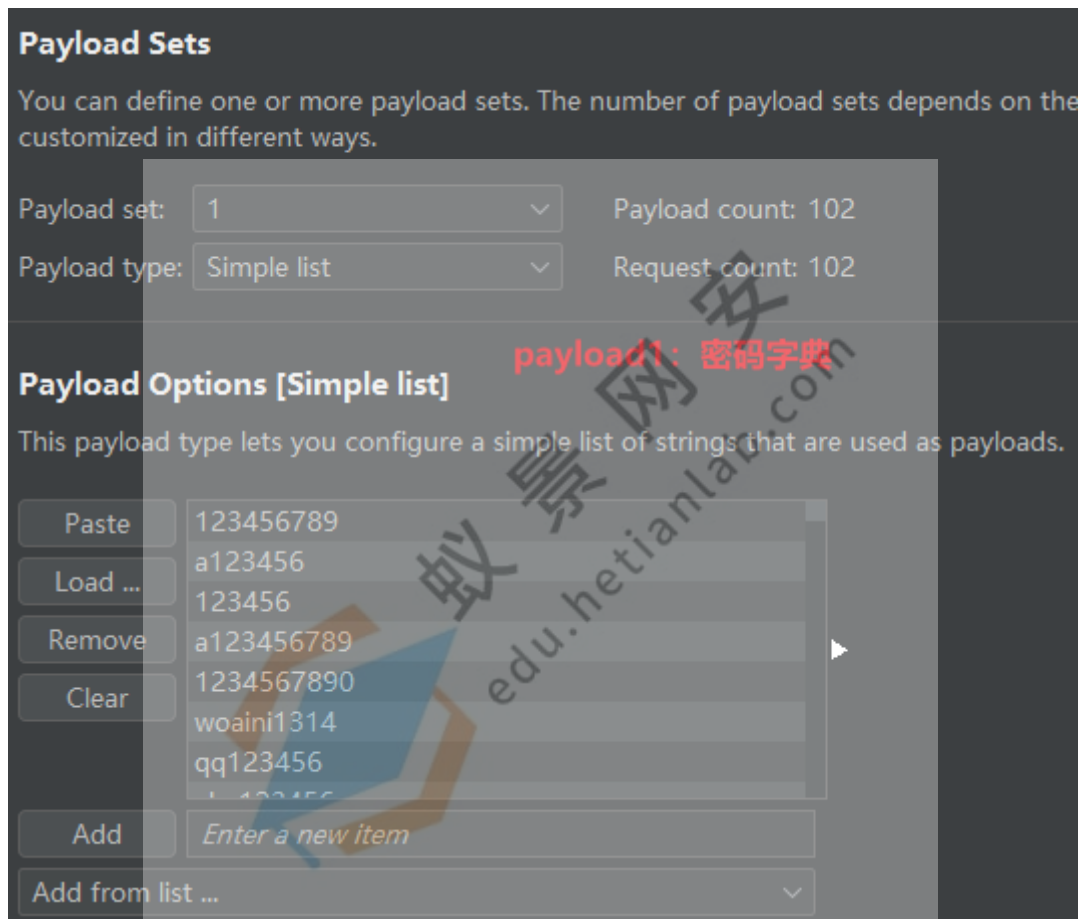 Payload Sets
You can define one or more payload sets. The number of payload sets depends on the
customized in different ways.
Payload set: 1 Payload count: 102
Payload type: Simple list Request count: 102
payload1：密码字典
Payload Options [Simple list]
This payload type lets you configure a simple list of strings that are used as payloads.
Paste
Load ...
Remove
Clear
123456789
a123456
123456
a123456789
1234567890
woaini1314
qq123456
Add Enter a new item
Add from list ...
蚁景网安
edu.hetianlab.com